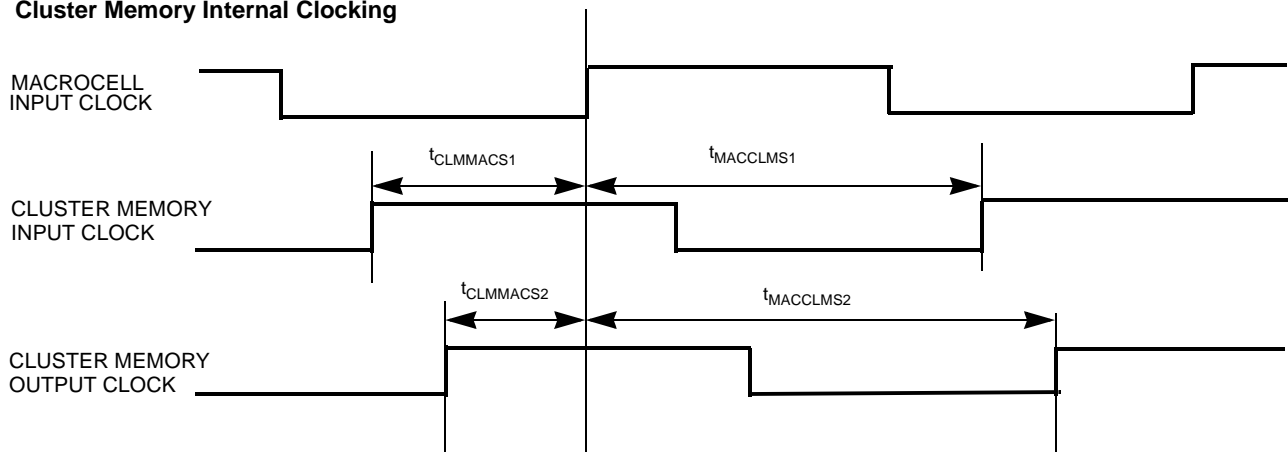 Cluster Memory Internal Clocking
MACROCELL
INPUT CLOCK
tCLMMACS1
tMACCLMS1
CLUSTER MEMORY
INPUT CLOCK
tCLMMACS2
tMACCLMS2
CLUSTER MEMORY
OUTPUT CLOCK